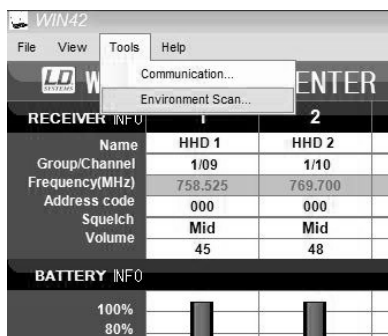 WIN42
File View Tools Help
Communication...
Environment Scan...
LD SYSTEMS W ENTER
RECEIVER INFO 1 2
Name HHD 1 HHD 2
Group/Channel 1/09 1/10
Frequency(MHz) 758.525 769.700
Address code 000 000
Squelch Mid Mid
Volume 45 48
BATTERY INFO
100%
80%